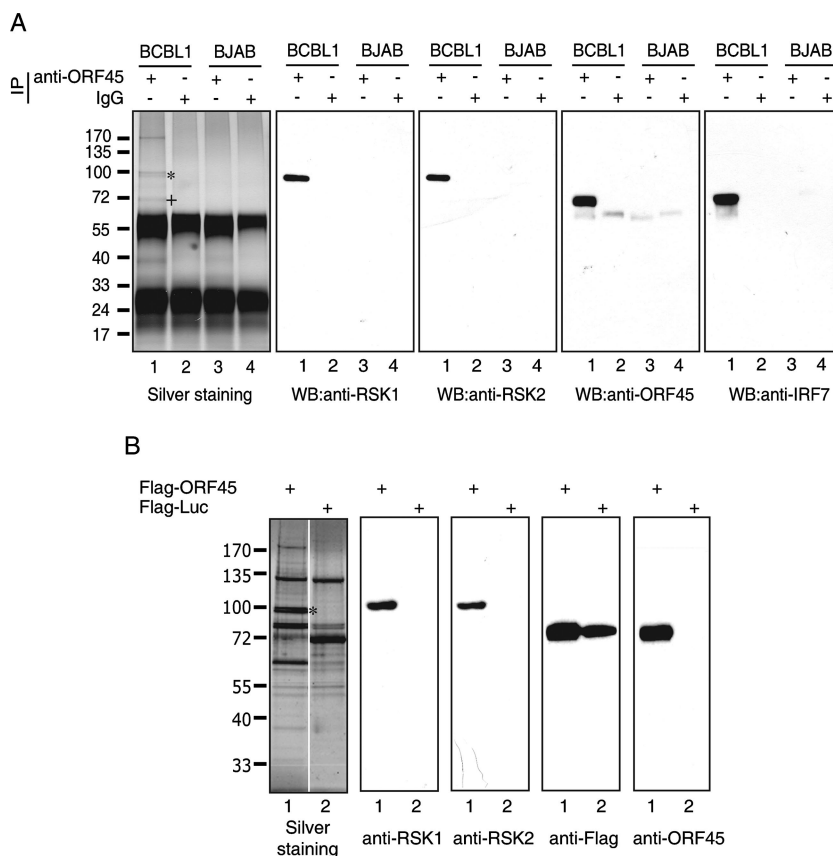 A
BCBL1 BJAB BCBL1 BJAB BCBL1 BJAB BCBL1 BJAB BCBL1 BJAB
IP
anti-ORF45 + - + - + - + - + - + - + - + - + - + -
IgG - + - + - + - + - + - + - + - + - + - +
170
135
100 *
72 +
55
40
33
24
17
1 2 3 4 1 2 3 4 1 2 3 4 1 2 3 4 1 2 3 4
Silver staining WB:anti-RSK1 WB:anti-RSK2 WB:anti-ORF45 WB:anti-IRF7
B
Flag-ORF45 + + + + +
Flag-Luc + + + + +
170
135
100 *
72
55
40
33
1 2 1 2 1 2 1 2 1 2
Silver staining anti-RSK1 anti-RSK2 anti-Flag anti-ORF45